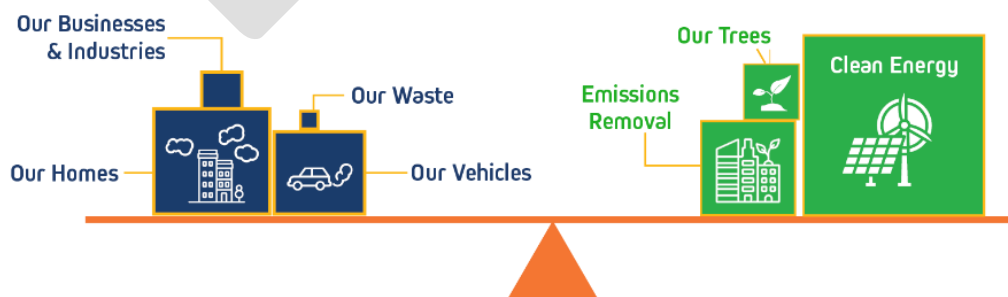 Our Businesses
& Industries
Our Waste
Our Homes
Our Vehicles
Our Trees
Clean Energy
Emissions
Removal